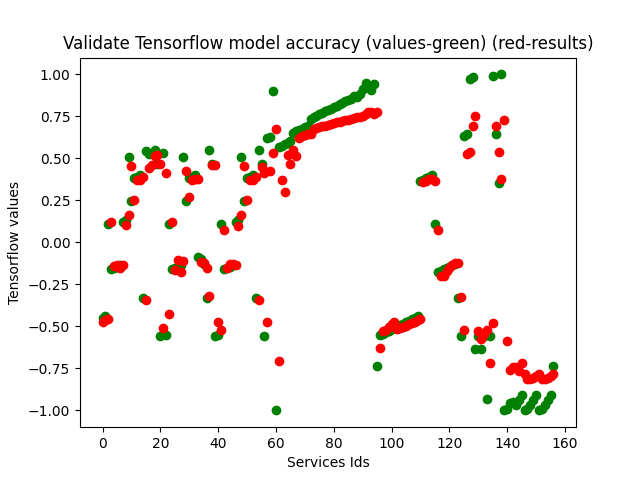 Validate Tensorflow model accuracy (values-green) (red-results)
1.00
0.75
0.50
0.25
0.00
−0.25
−0.50
−0.75
−1.00
Tensorflow values
0 20 40 60 80 100 120 140 160
Services Ids